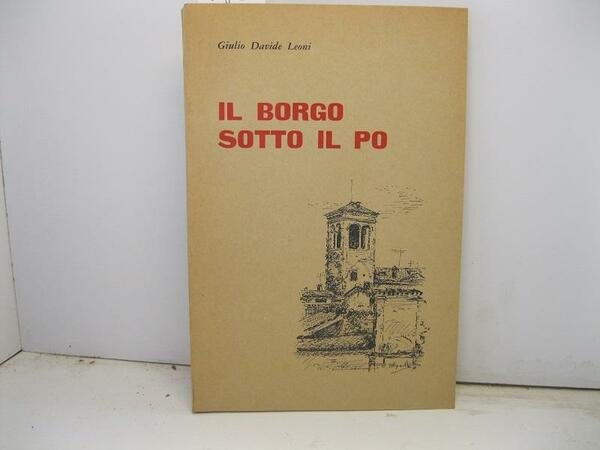 Giulio Davide Leoni
IL BORGO
SOTTO IL PO